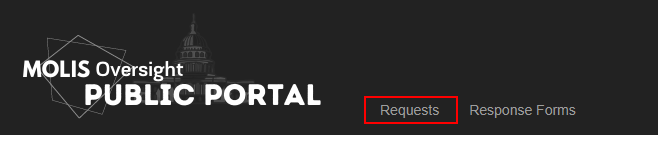 MOLIS Oversight
PUBLIC PORTAL
Requests Response Forms